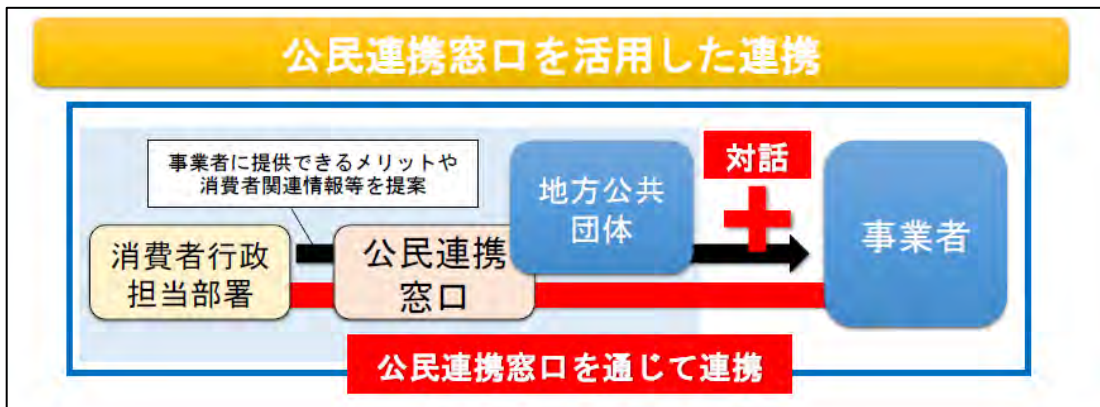 公民連携窓口を活用した連携
事業者に提供できるメリットや
消費者関連情報等を提案
地方公共
団体
対話
事業者
消費者行政
担当部署
公民連携
窓口
公民連携窓口を通じて連携